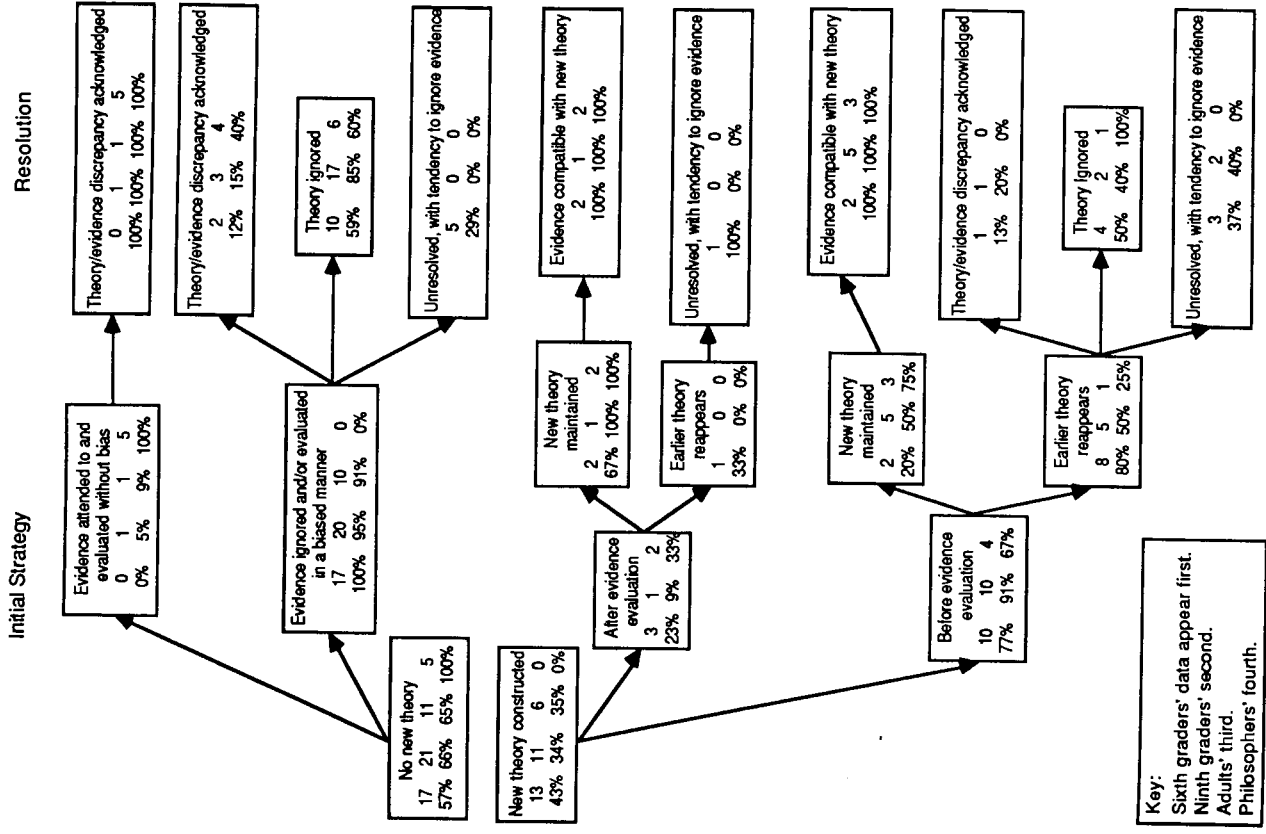 Initial Strategy
Resolution
No new theory
17 21 11 5
57% 66% 65% 100%
Evidence attended to and
evaluated without bias
0 1 1 5
0% 5% 9% 100%
Theory/evidence discrepancy acknowledged
0 1 1 5
100% 100% 100% 100%
Evidence ignored and/or evaluated
in a biased manner
17 20 10 0
100% 95% 91% 0%
Theory/evidence discrepancy acknowledged
2 3 4
12% 15% 40%
Theory ignored
10 17 6
59% 85% 60%
Unresolved, with tendency to ignore evidence
5 0 0
29% 0% 0%
New theory constructed
13 11 6 0
43% 34% 35% 0%
After evidence
evaluation
3 1 2
23% 9% 33%
New theory
maintained
2 1 2
67% 100% 100%
Evidence compatible with new theory
2 1 2
100% 100% 100%
Earlier theory
reappears
1 0 0
33% 0% 0%
Unresolved, with tendency to ignore evidence
1 0 0
100% 0% 0%
Before evidence
evaluation
10 10 4
77% 91% 67%
New theory
maintained
2 5 3
20% 50% 75%
Evidence compatible with new theory
2 5 3
100% 100% 100%
Earlier theory
reappears
8 5 1
80% 50% 25%
Theory/evidence discrepancy acknowledged
1 1 0
13% 20% 0%
Theory Ignored
4 2 1
50% 40% 100%
Unresolved, with tendency to ignore evidence
3 2 0
37% 40% 0%
Key:
Sixth graders' data appear first.
Ninth graders' second.
Adults' third.
Philosophers' fourth.